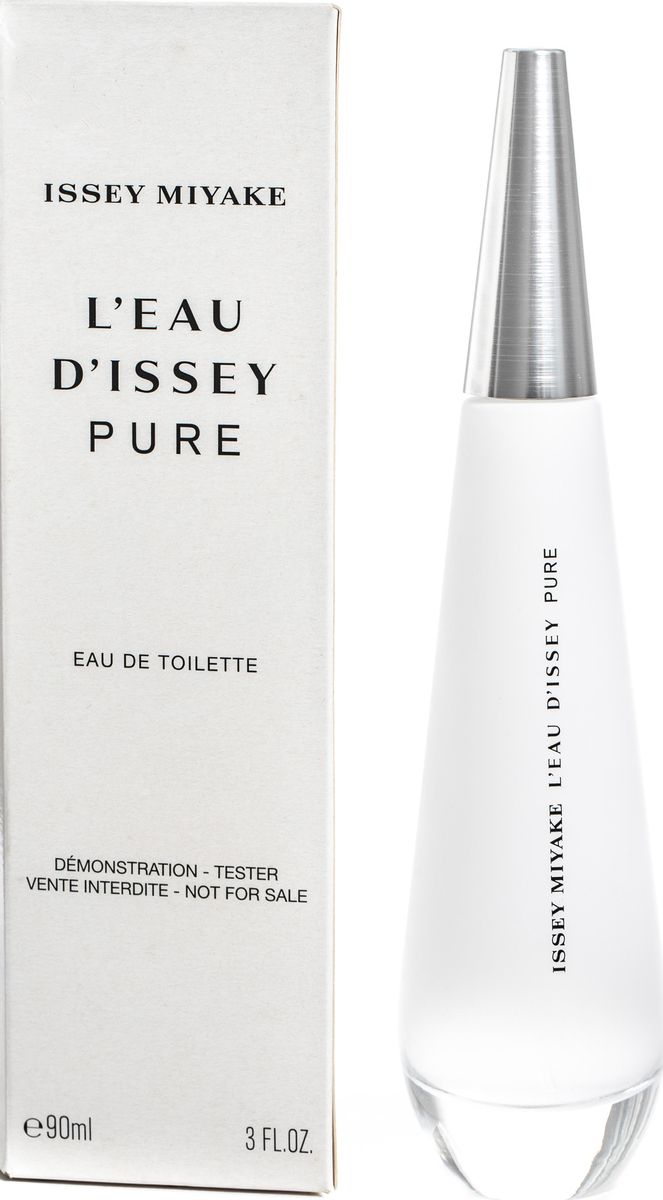 ISSEY MIYAKE
L'EAU
D'ISSEY
PURE
EAU DE TOILETTE
DÉMONSTRATION - TESTER
VENTE INTERDITE - NOT FOR SALE
℮90ml
3 FL.OZ.
ISSEY MIYAKE L'EAU D'ISSEY PURE